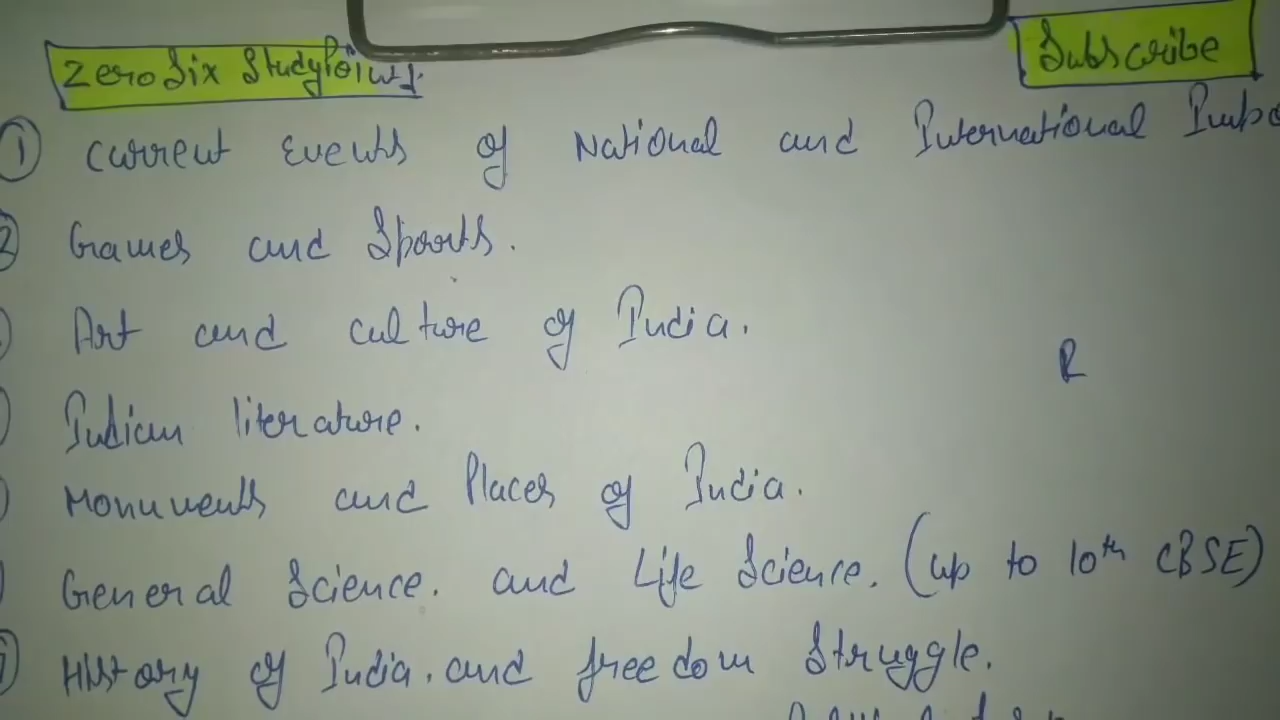 Zero Six Study Point
Subscribe
① Current Events of National and International
② Games and Sports.
Art and culture of India.
R
Indian literature.
Monuments and Places of India.
General Science. and Life Science. (up to 10th CBSE)
History of India. and freedom Struggle.